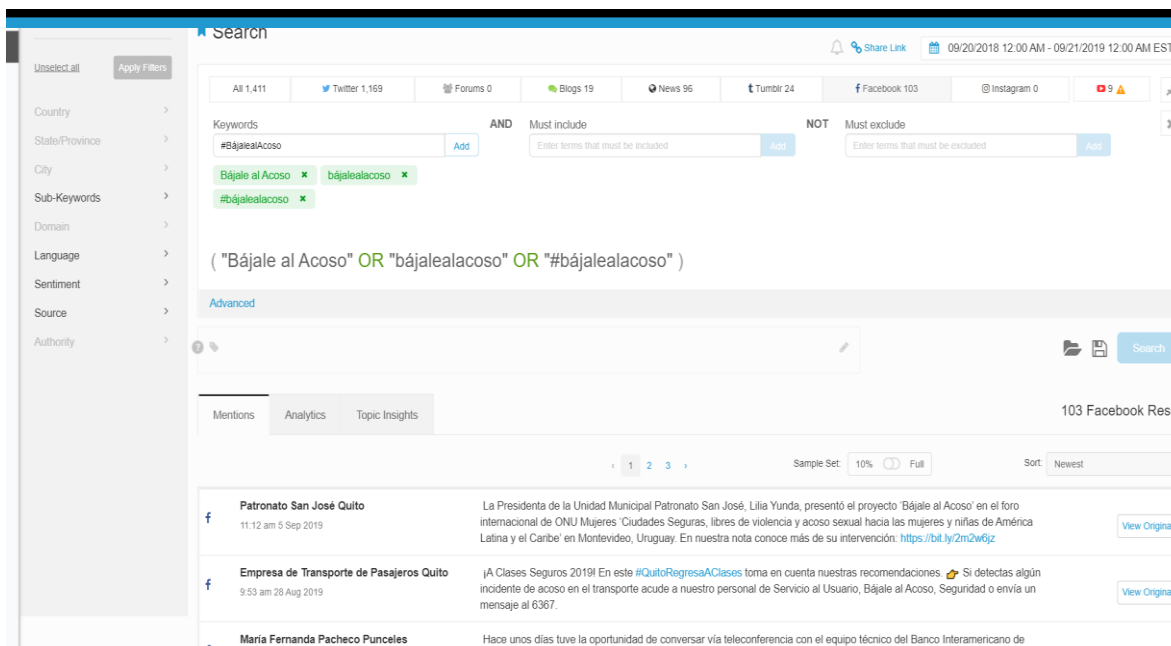 Search
Share Link
09/20/2018 12:00 AM - 09/21/2019 12:00 AM EST
Unselect all
Apply Filters
All 1,411
Twitter 1,169
Forums 0
Blogs 19
News 96
Tumblr 24
Facebook 103
Instagram 0
9
Country
State/Province
City
Sub-Keywords
Domain
Language
Sentiment
Source
Authority
Keywords
AND
Must include
NOT
Must exclude
#BájalealAcoso
Add
Enter terms that must be included
Add
Enter terms that must be excluded
Add
Bájale al Acoso ×
bájalealacoso ×
#bájalealacoso ×
( "Bájale al Acoso" OR "bájalealacoso" OR "#bájalealacoso" )
Advanced
Search
Mentions
Analytics
Topic Insights
103 Facebook Res
‹ 1 2 3 ›
Sample Set:
10%
Full
Sort:
Newest
Patronato San José Quito
11:12 am 5 Sep 2019
La Presidenta de la Unidad Municipal Patronato San José, Lilia Yunda, presentó el proyecto 'Bájale al Acoso' en el foro
internacional de ONU Mujeres 'Ciudades Seguras, libres de violencia y acoso sexual hacia las mujeres y niñas de América
Latina y el Caribe' en Montevideo, Uruguay. En nuestra nota conoce más de su intervención: https://bit.ly/2m2w6jz
View Origina
Empresa de Transporte de Pasajeros Quito
9:53 am 28 Aug 2019
¡A Clases Seguros 2019! En este #QuitoRegresaAClases toma en cuenta nuestras recomendaciones. 👉 Si detectas algún
incidente de acoso en el transporte acude a nuestro personal de Servicio al Usuario, Bájale al Acoso, Seguridad o envía un
mensaje al 6367.
View Origina
María Fernanda Pacheco Punceles
Hace unos días tuve la oportunidad de conversar vía teleconferencia con el equipo técnico del Banco Interamericano de